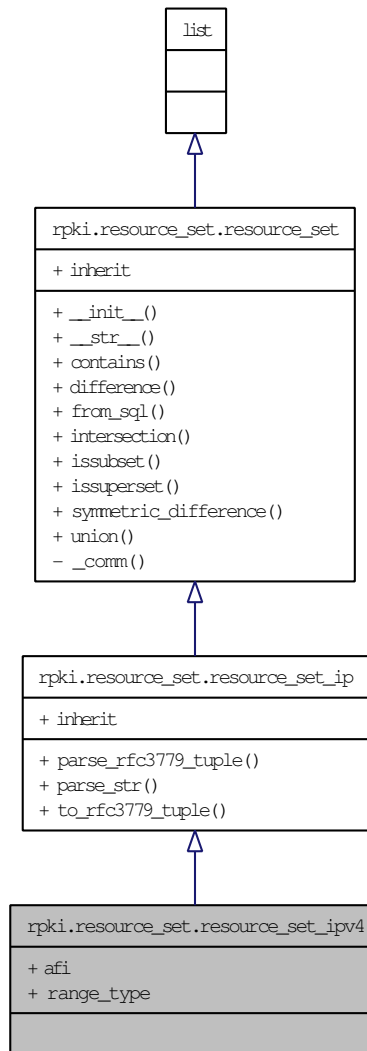 list
rpki.resource_set.resource_set
+ inherit
+ __init__()
+ __str__()
+ contains()
+ difference()
+ from_sql()
+ intersection()
+ issubset()
+ issuperset()
+ symmetric_difference()
+ union()
- _comm()
rpki.resource_set.resource_set_ip
+ inherit
+ parse_rfc3779_tuple()
+ parse_str()
+ to_rfc3779_tuple()
rpki.resource_set.resource_set_ipv4
+ afi
+ range_type